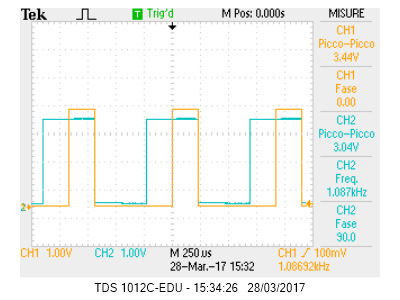 Tek Trig'd M Pos: 0.000s MISURE
CH1
Picco-Picco
3.44V
CH1
Fase
0.00
CH2
Picco-Picco
3.04V
CH2
Freq.
1.087kHz
CH2
Fase
90.0
2
CH1 1.00V CH2 1.00V M 250us CH1 / 100mV
28-Mar.-17 15:32 1.08692kHz
TDS 1012C-EDU - 15:34:26 28/03/2017